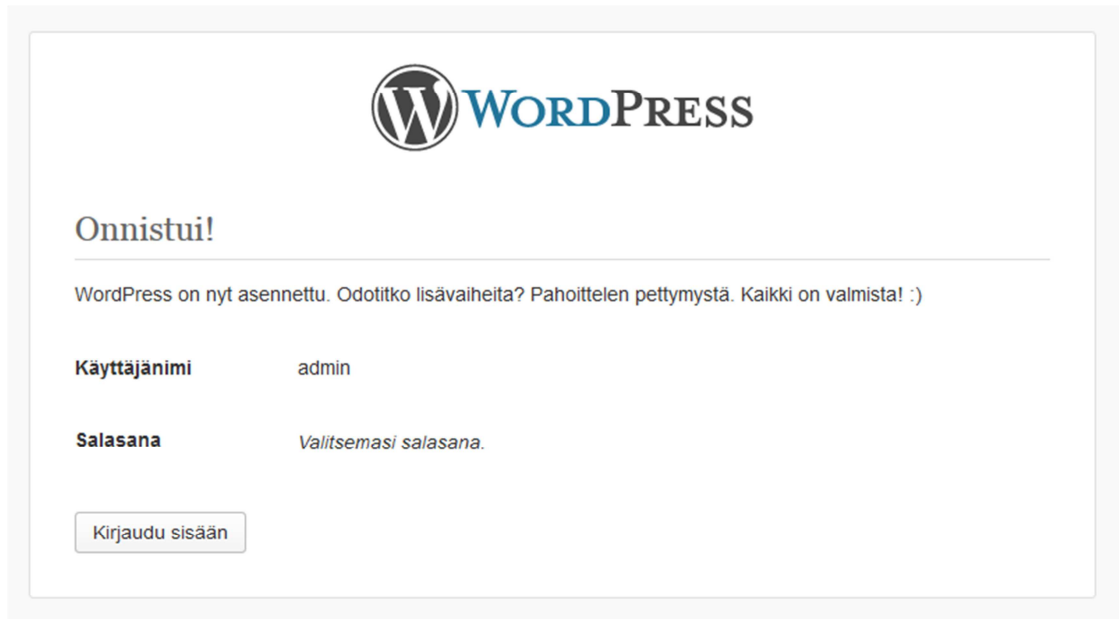 WORDPRESS
Onnistui!
WordPress on nyt asennettu. Odotitko lisävaiheita? Pahoittelen pettymystä. Kaikki on valmista! :)
Käyttäjänimi admin
Salasana Valitsemasi salasana.
Kirjaudu sisään